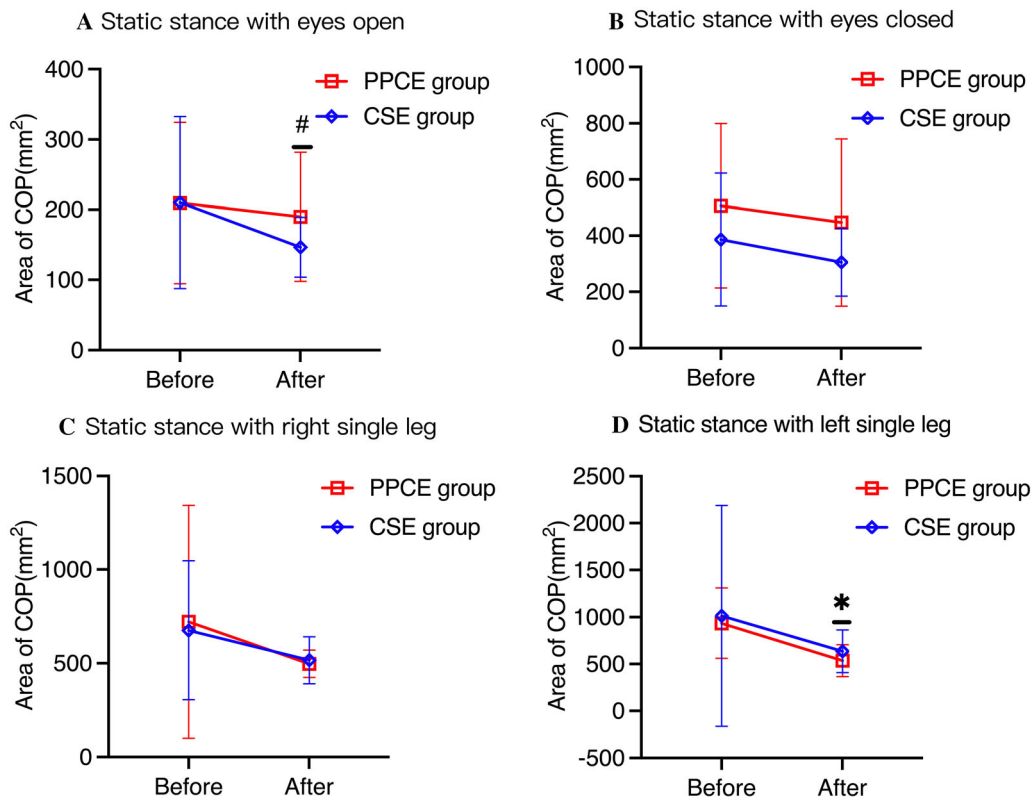 A Static stance with eyes open
400
300
200
100
0
Area of COP(mm²)
Before
After
PPCE group
CSE group
#
B Static stance with eyes closed
1000
800
600
400
200
0
Area of COP(mm²)
Before
After
PPCE group
CSE group
C Static stance with right single leg
1500
1000
500
0
Area of COP(mm²)
Before
After
PPCE group
CSE group
D Static stance with left single leg
2500
2000
1500
1000
500
0
-500
Area of COP(mm²)
Before
After
PPCE group
CSE group
*